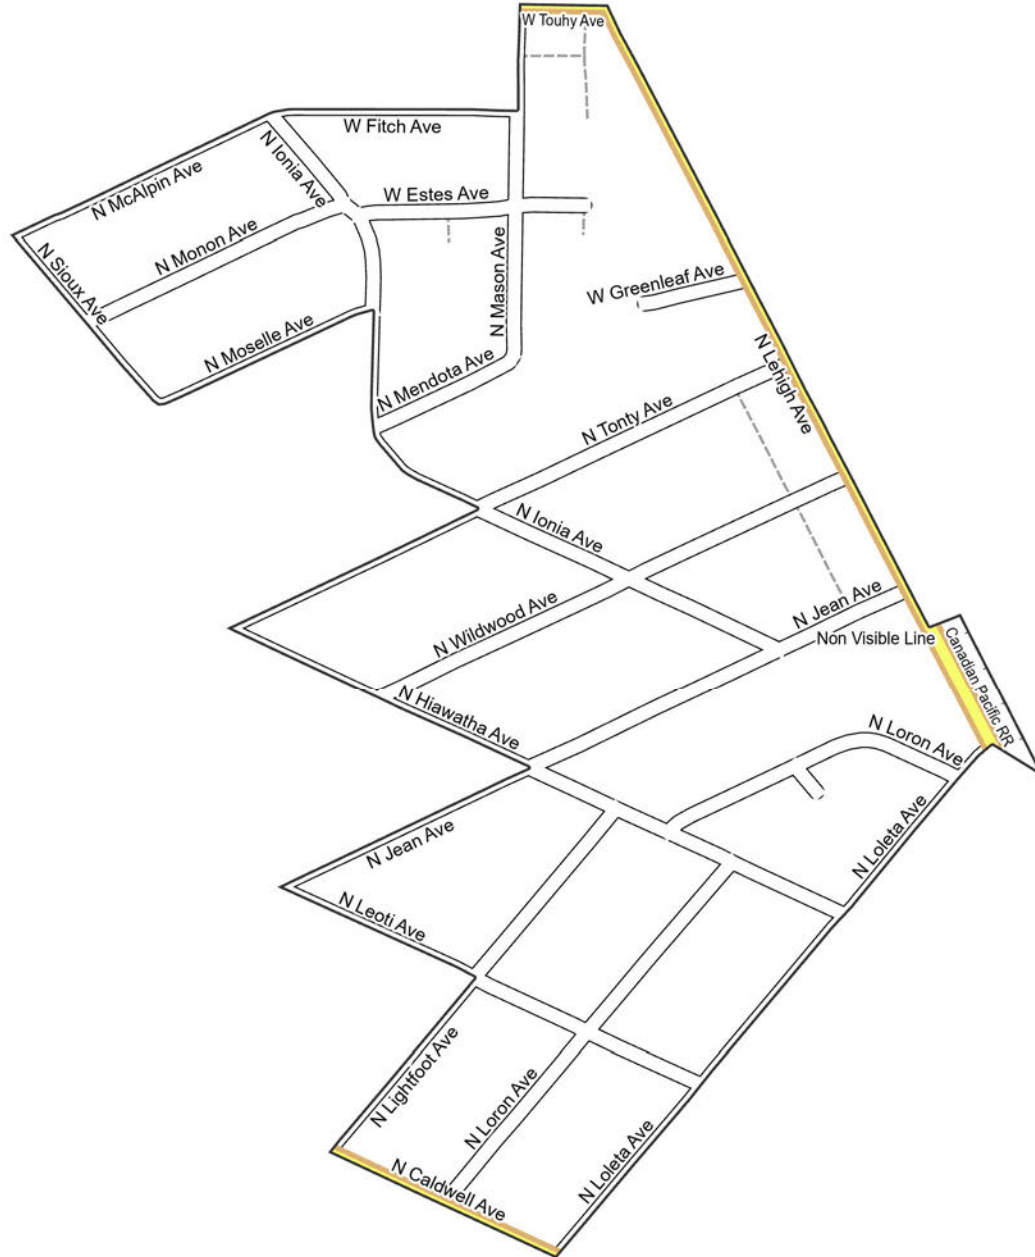 W Touhy Ave
W Fitch Ave
N Ionia Ave
N McAlpin Ave
W Estes Ave
N Monon Ave
N Sioux Ave
N Mason Ave
W Greenleaf Ave
N Moselle Ave
N Mendota Ave
N Lehigh Ave
N Tonty Ave
N Ionia Ave
N Wildwood Ave
N Jean Ave
Non Visible Line
Canadian Pacific RR
N Hiawatha Ave
N Loron Ave
N Jean Ave
N Loleta Ave
N Leoti Ave
N Lightfoot Ave
N Loron Ave
N Loleta Ave
N Caldwell Ave